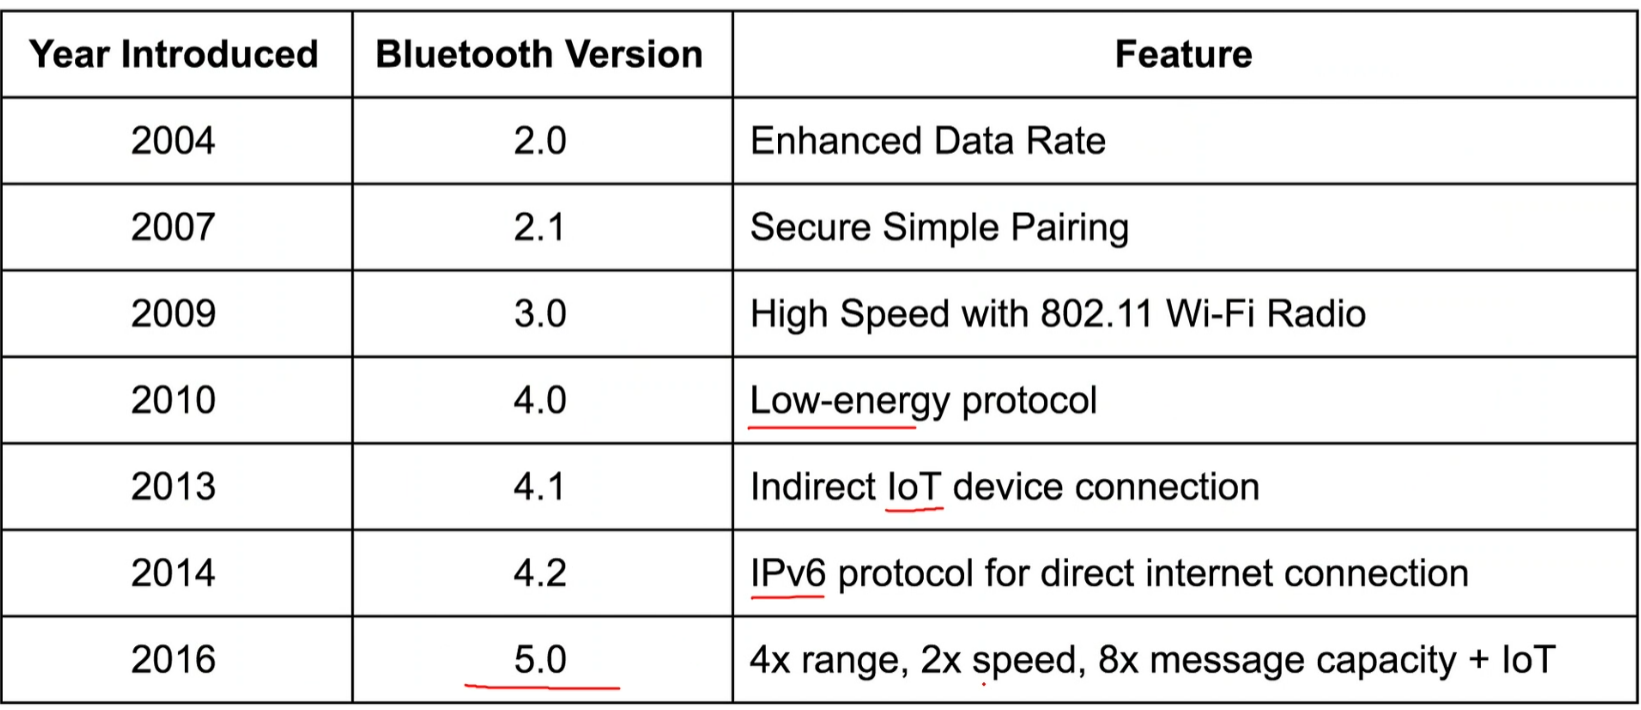 Year Introduced Bluetooth Version Feature
2004 2.0 Enhanced Data Rate
2007 2.1 Secure Simple Pairing
2009 3.0 High Speed with 802.11 Wi-Fi Radio
2010 4.0 Low-energy protocol
2013 4.1 Indirect IoT device connection
2014 4.2 IPv6 protocol for direct internet connection
2016 5.0 4x range, 2x speed, 8x message capacity + IoT